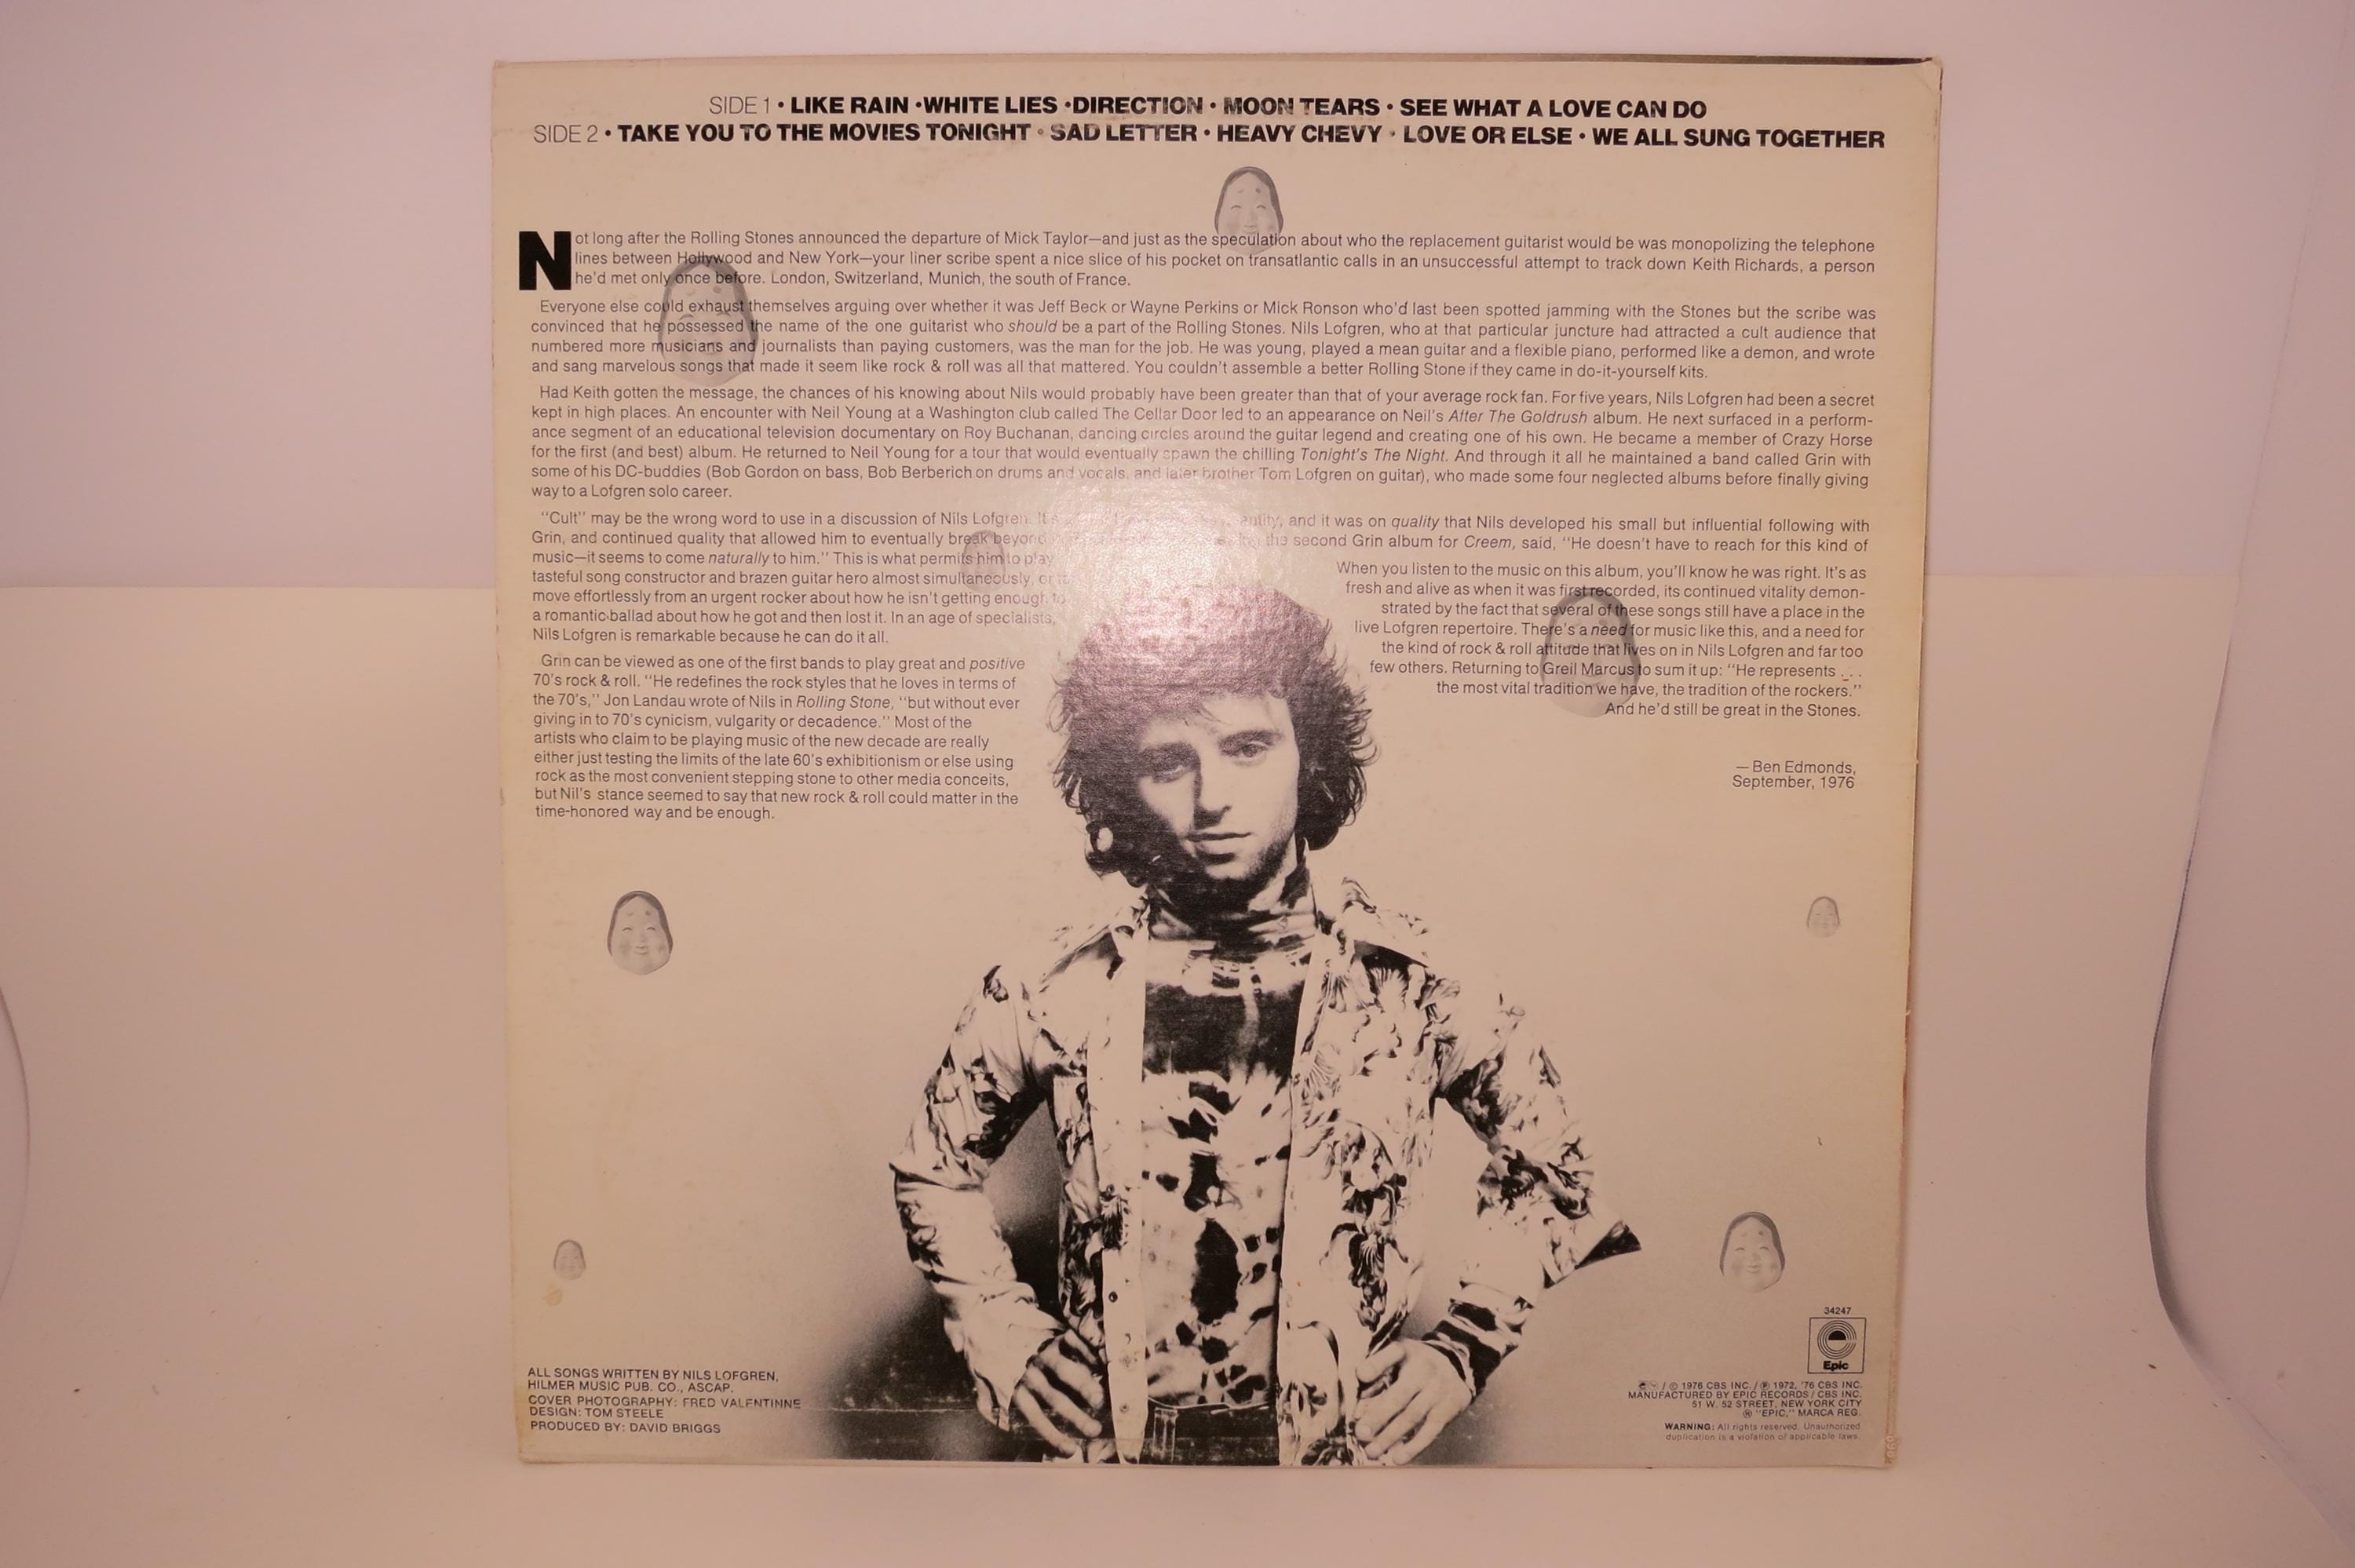 SIDE 1 • LIKE RAIN • WHITE LIES • DIRECTION • MOON TEARS • SEE WHAT A LOVE CAN DO
SIDE 2 • TAKE YOU TO THE MOVIES TONIGHT • SAD LETTER • HEAVY CHEVY • LOVE OR ELSE • WE ALL SUNG TOGETHER
Not long after the Rolling Stones announced the departure of Mick Taylor—and just as the speculation about who the replacement guitarist would be was monopolizing the telephone
lines between Hollywood and New York—your liner scribe spent a nice slice of his pocket on transatlantic calls in an unsuccessful attempt to track down Keith Richards, a person
he'd met only once before. London, Switzerland, Munich, the south of France.
Everyone else could exhaust themselves arguing over whether it was Jeff Beck or Wayne Perkins or Mick Ronson who'd last been spotted jamming with the Stones but the scribe was
convinced that he possessed the name of the one guitarist who should be a part of the Rolling Stones. Nils Lofgren, who at that particular juncture had attracted a cult audience that
numbered more musicians and journalists than paying customers, was the man for the job. He was young, played a mean guitar and a flexible piano, performed like a demon, and wrote
and sang marvelous songs that made it seem like rock & roll was all that mattered. You couldn't assemble a better Rolling Stone if they came in do-it-yourself kits.
Had Keith gotten the message, the chances of his knowing about Nils would probably have been greater than that of your average rock fan. For five years, Nils Lofgren had been a secret
kept in high places. An encounter with Neil Young at a Washington club called The Cellar Door led to an appearance on Neil's After The Goldrush album. He next surfaced in a perform-
ance segment of an educational television documentary on Roy Buchanan, dancing circles around the guitar legend and creating one of his own. He became a member of Crazy Horse
for the first (and best) album. He returned to Neil Young for a tour that would eventually spawn the chilling Tonight's The Night. And through it all he maintained a band called Grin with
some of his DC-buddies (Bob Gordon on bass, Bob Berberich on drums and vocals, and later brother Tom Lofgren on guitar), who made some four neglected albums before finally giving
way to a Lofgren solo career.
"Cult" may be the wrong word to use in a discussion of Nils Lofgren. It's and it was on quality that Nils developed his small but influential following with
Grin, and continued quality that allowed him to eventually break beyond the second Grin album for Creem, said, "He doesn't have to reach for this kind of
music—it seems to come naturally to him." This is what permits him to play
tasteful song constructor and brazen guitar hero almost simultaneously, or to
move effortlessly from an urgent rocker about how he isn't getting enough to
a romantic ballad about how he got and then lost it. In an age of specialists,
Nils Lofgren is remarkable because he can do it all.
Grin can be viewed as one of the first bands to play great and positive
70's rock & roll. "He redefines the rock styles that he loves in terms of
the 70's," Jon Landau wrote of Nils in Rolling Stone, "but without ever
giving in to 70's cynicism, vulgarity or decadence." Most of the
artists who claim to be playing music of the new decade are really
either just testing the limits of the late 60's exhibitionism or else using
rock as the most convenient stepping stone to other media conceits,
but Nil's stance seemed to say that new rock & roll could matter in the
time-honored way and be enough.
When you listen to the music on this album, you'll know he was right. It's as
fresh and alive as when it was first recorded, its continued vitality demon-
strated by the fact that several of these songs still have a place in the
live Lofgren repertoire. There's a need for music like this, and a need for
the kind of rock & roll attitude that lives on in Nils Lofgren and far too
few others. Returning to Greil Marcus to sum it up: "He represents . . .
the most vital tradition we have, the tradition of the rockers."
And he'd still be great in the Stones.
— Ben Edmonds,
September, 1976
ALL SONGS WRITTEN BY NILS LOFGREN,
HILMER MUSIC PUB. CO., ASCAP.
COVER PHOTOGRAPHY: FRED VALENTINNE
DESIGN: TOM STEELE
PRODUCED BY: DAVID BRIGGS
34247
Epic
/ © 1976 CBS INC. / ℗ 1972, '76 CBS INC.
MANUFACTURED BY EPIC RECORDS / CBS INC.
51 W. 52 STREET, NEW YORK CITY
® "EPIC," MARCA REG.
WARNING: All rights reserved. Unauthorized
duplication is a violation of applicable laws.